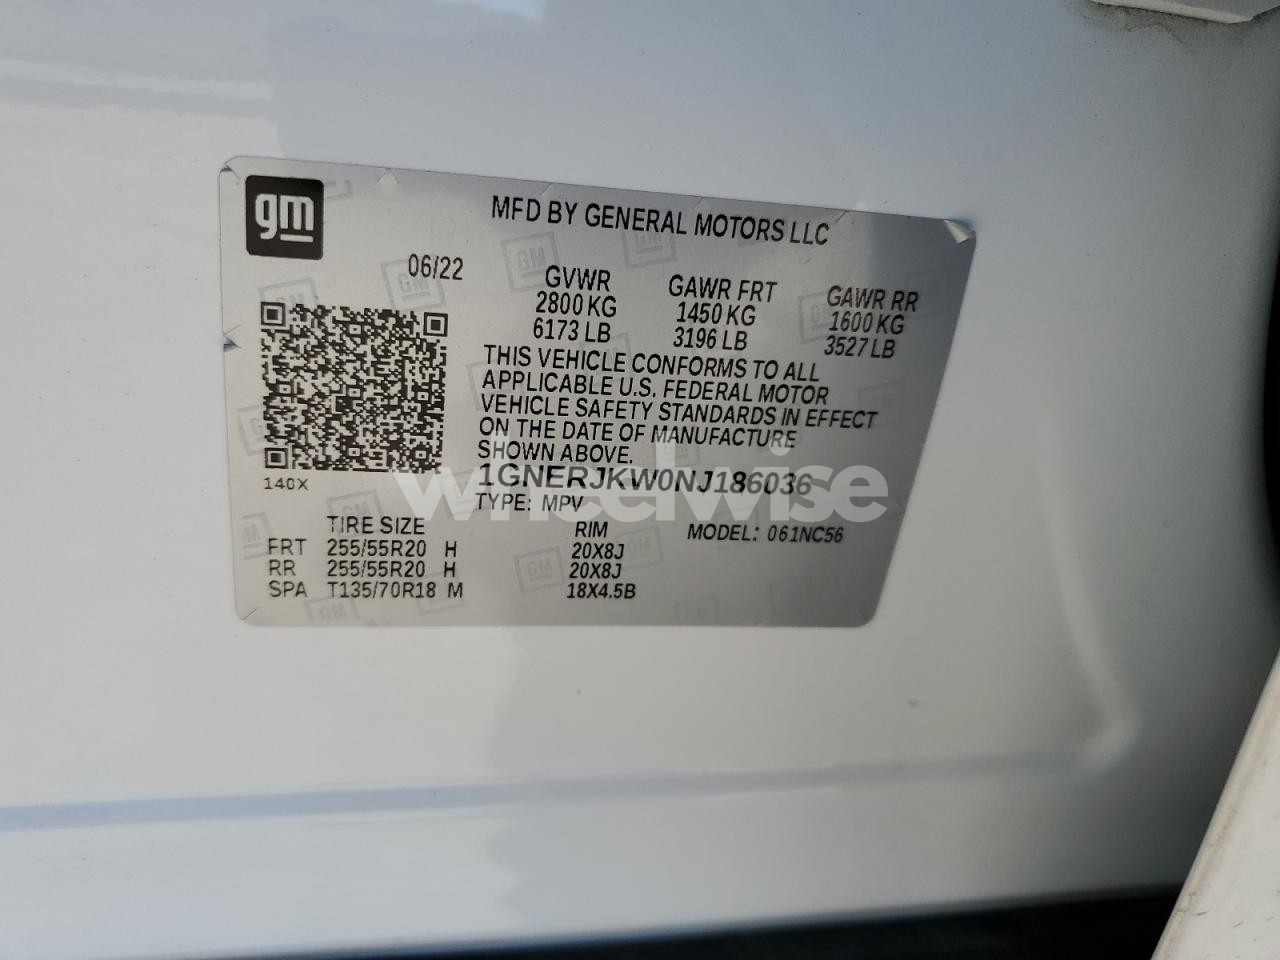 gm
MFD BY GENERAL MOTORS LLC
06/22
GVWR GAWR FRT GAWR RR
2800 KG 1450 KG 1600 KG
6173 LB 3196 LB 3527 LB
THIS VEHICLE CONFORMS TO ALL
APPLICABLE U.S. FEDERAL MOTOR
VEHICLE SAFETY STANDARDS IN EFFECT
ON THE DATE OF MANUFACTURE
SHOWN ABOVE.
140X
1GNERJKW0NJ186036
wheelwise
TYPE: MPV
TIRE SIZE RIM MODEL: 061NC56
FRT 255/55R20 H 20X8J
RR 255/55R20 H 20X8J
SPA T135/70R18 M 18X4.5B